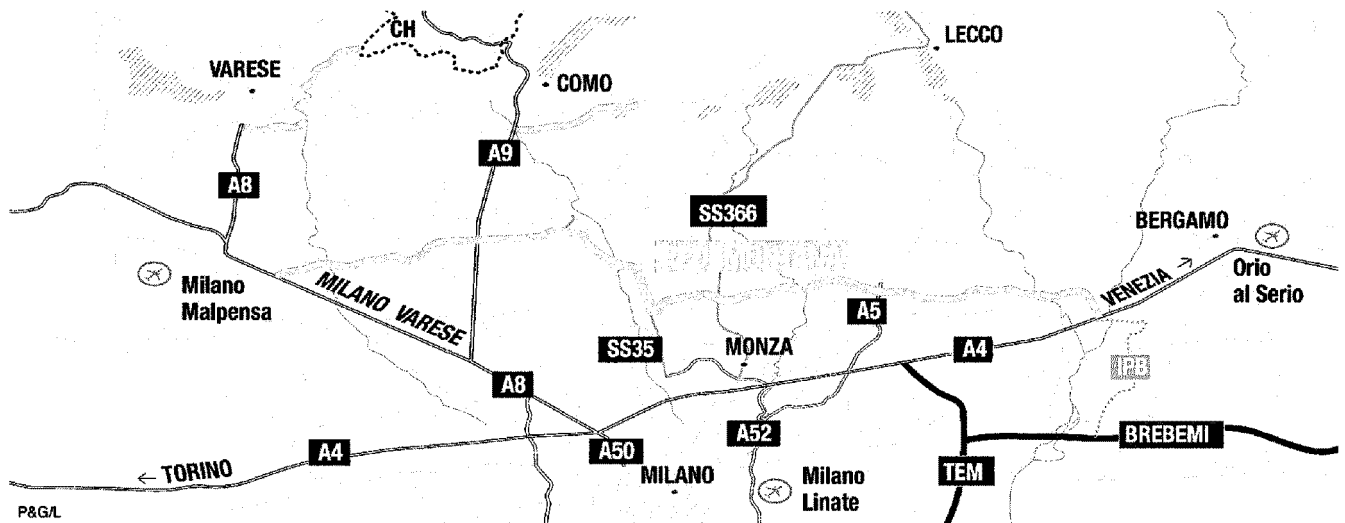 CH
LECCO
VARESE
COMO
A9
A8
SS366
BERGAMO
Milano
Malpensa
MILANO VARESE
VENEZIA →
Orio
al Serio
A5
SS35
MONZA
A4
IPB
A8
A52
BREBEMI
A4
A50
← TORINO
MILANO
TEM
Milano
Linate
P&G/L